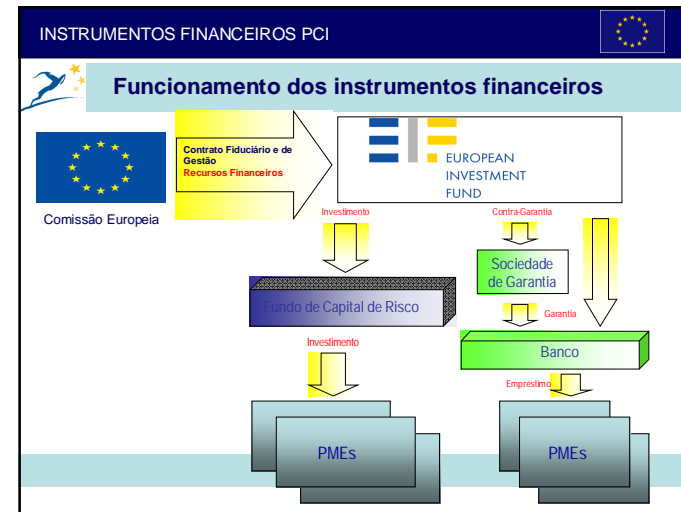 INSTRUMENTOS FINANCEIROS PCI
Funcionamento dos instrumentos financeiros
Contrato Fiduciário e de
Gestão
Recursos Financeiros
EUROPEAN
INVESTMENT
FUND
Comissão Europeia
Investimento
Contra-Garantia
Sociedade
de Garantia
Fundo de Capital de Risco
Garantia
Investimento
Banco
Empréstimo
PMEs
PMEs